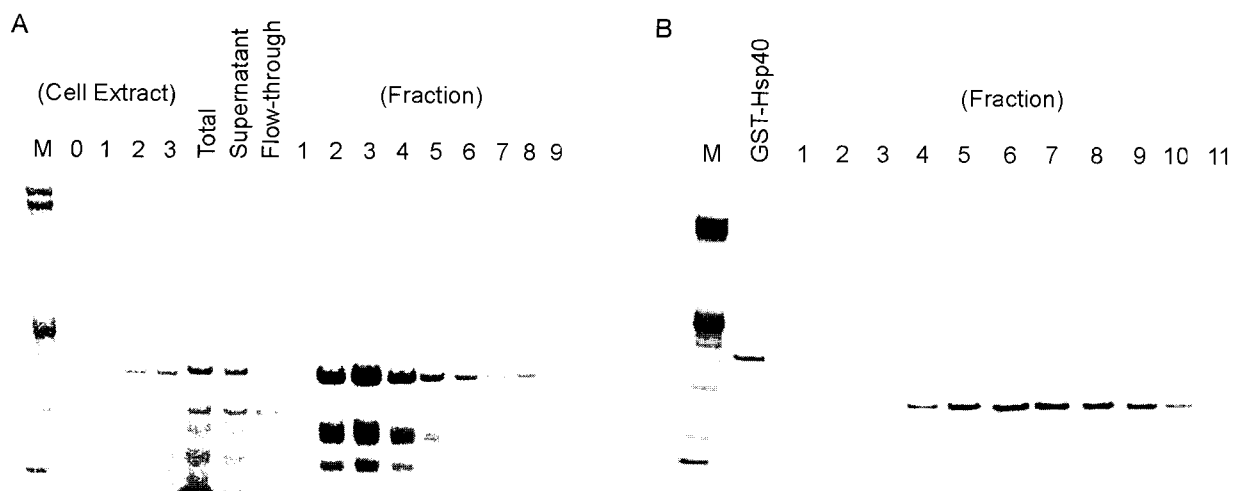 A
(Cell Extract)
Total
Supernatant
Flow-through
(Fraction)
M 0 1 2 3 1 2 3 4 5 6 7 8 9
B
GST-Hsp40
(Fraction)
M 1 2 3 4 5 6 7 8 9 10 11